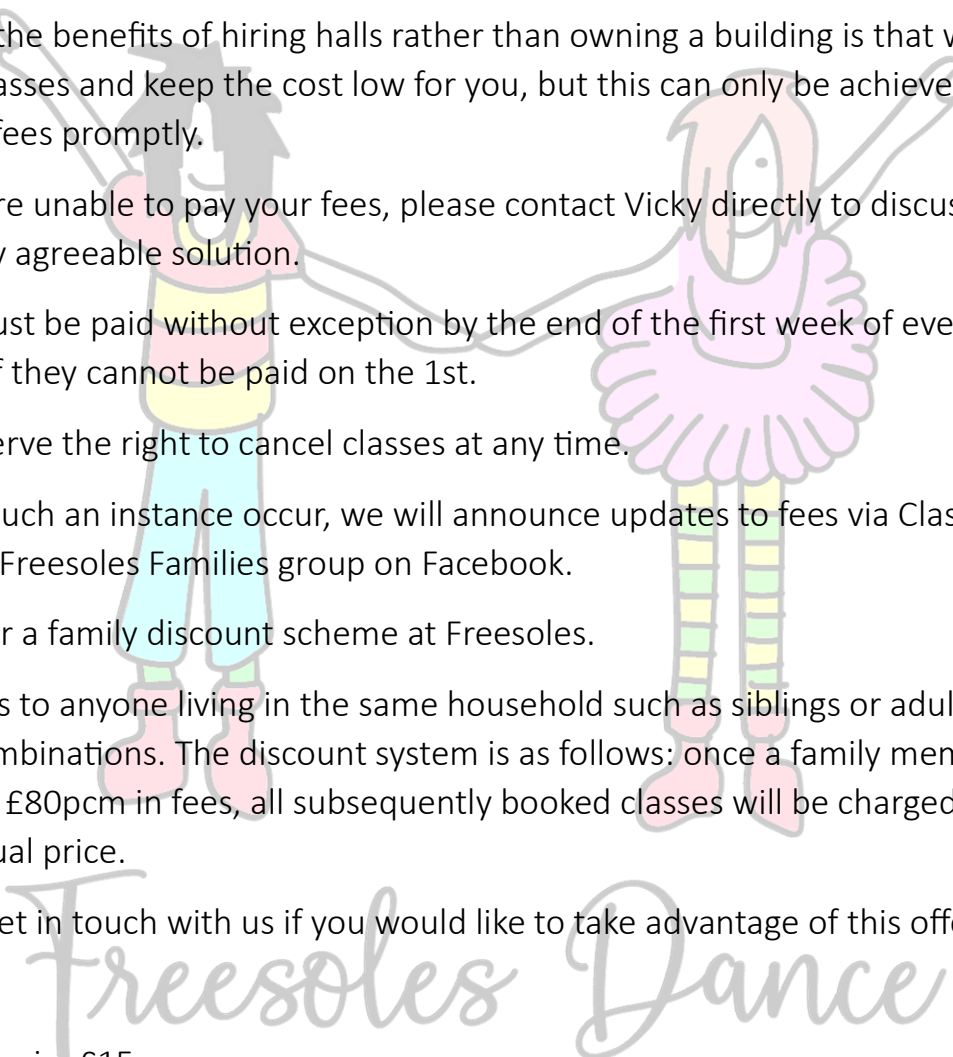 the benefits of hiring halls rather than owning a building is that w
asses and keep the cost low for you, but this can only be achieve
fees promptly.
re unable to pay your fees, please contact Vicky directly to discus
y agreeable solution.
ust be paid without exception by the end of the first week of eve
f they cannot be paid on the 1st.
erve the right to cancel classes at any time.
uch an instance occur, we will announce updates to fees via Clas
Freesoles Families group on Facebook.
r a family discount scheme at Freesoles.
s to anyone living in the same household such as siblings or adul
mbinations. The discount system is as follows: once a family mem
£80pcm in fees, all subsequently booked classes will be charged
ual price.
et in touch with us if you would like to take advantage of this offe
Freesoles Dance
£15